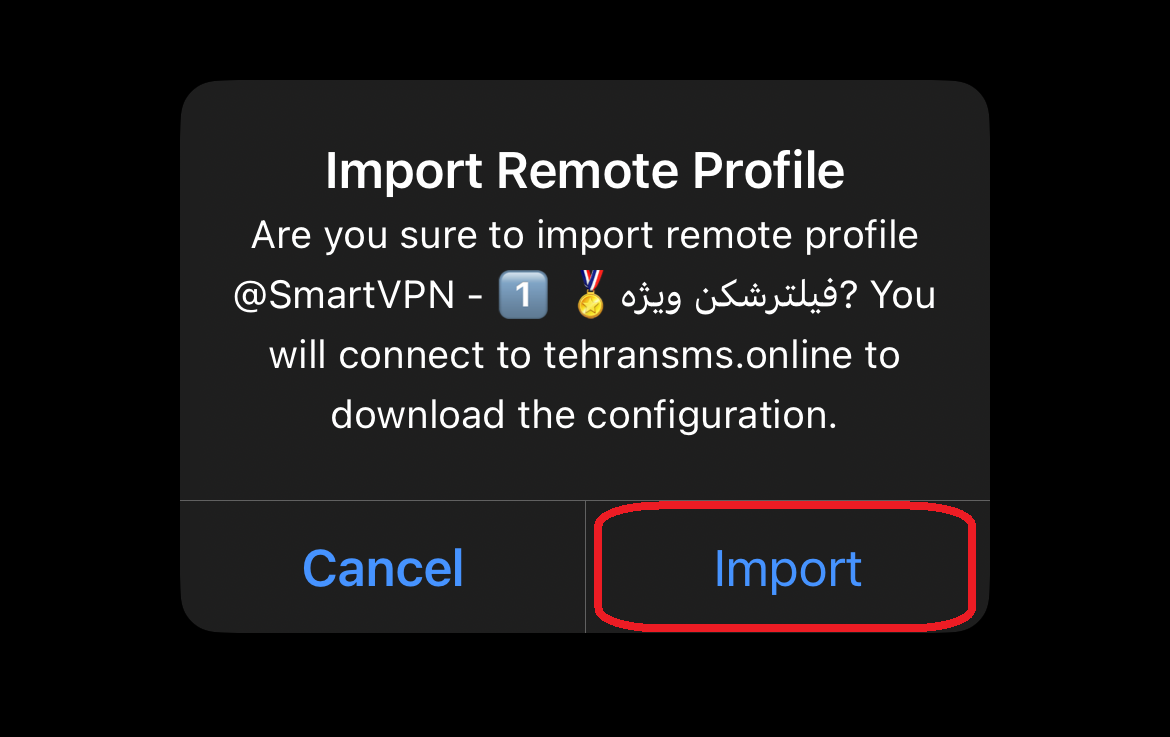 Import Remote Profile
Are you sure to import remote profile
@SmartVPN - 1️⃣ 🏅 فیلترشکن ویژه? You
will connect to tehransms.online to
download the configuration.
Cancel
Import